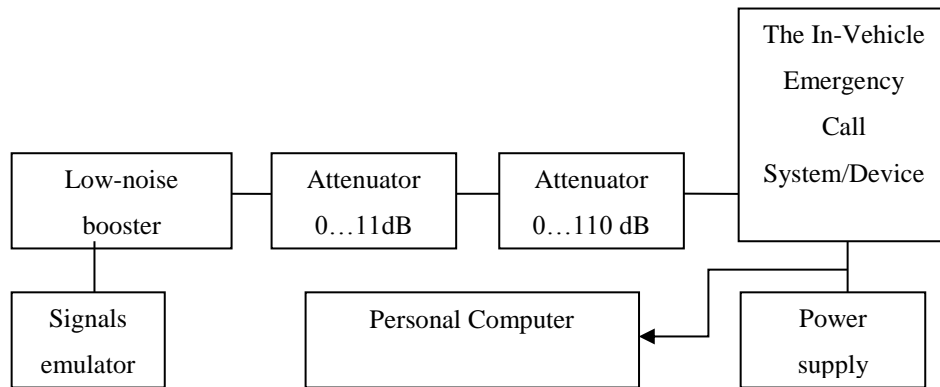 The In-Vehicle
Emergency
Call
System/Device
Low-noise
booster
Attenuator
0…11dB
Attenuator
0…110 dB
Signals
emulator
Personal Computer
Power
supply